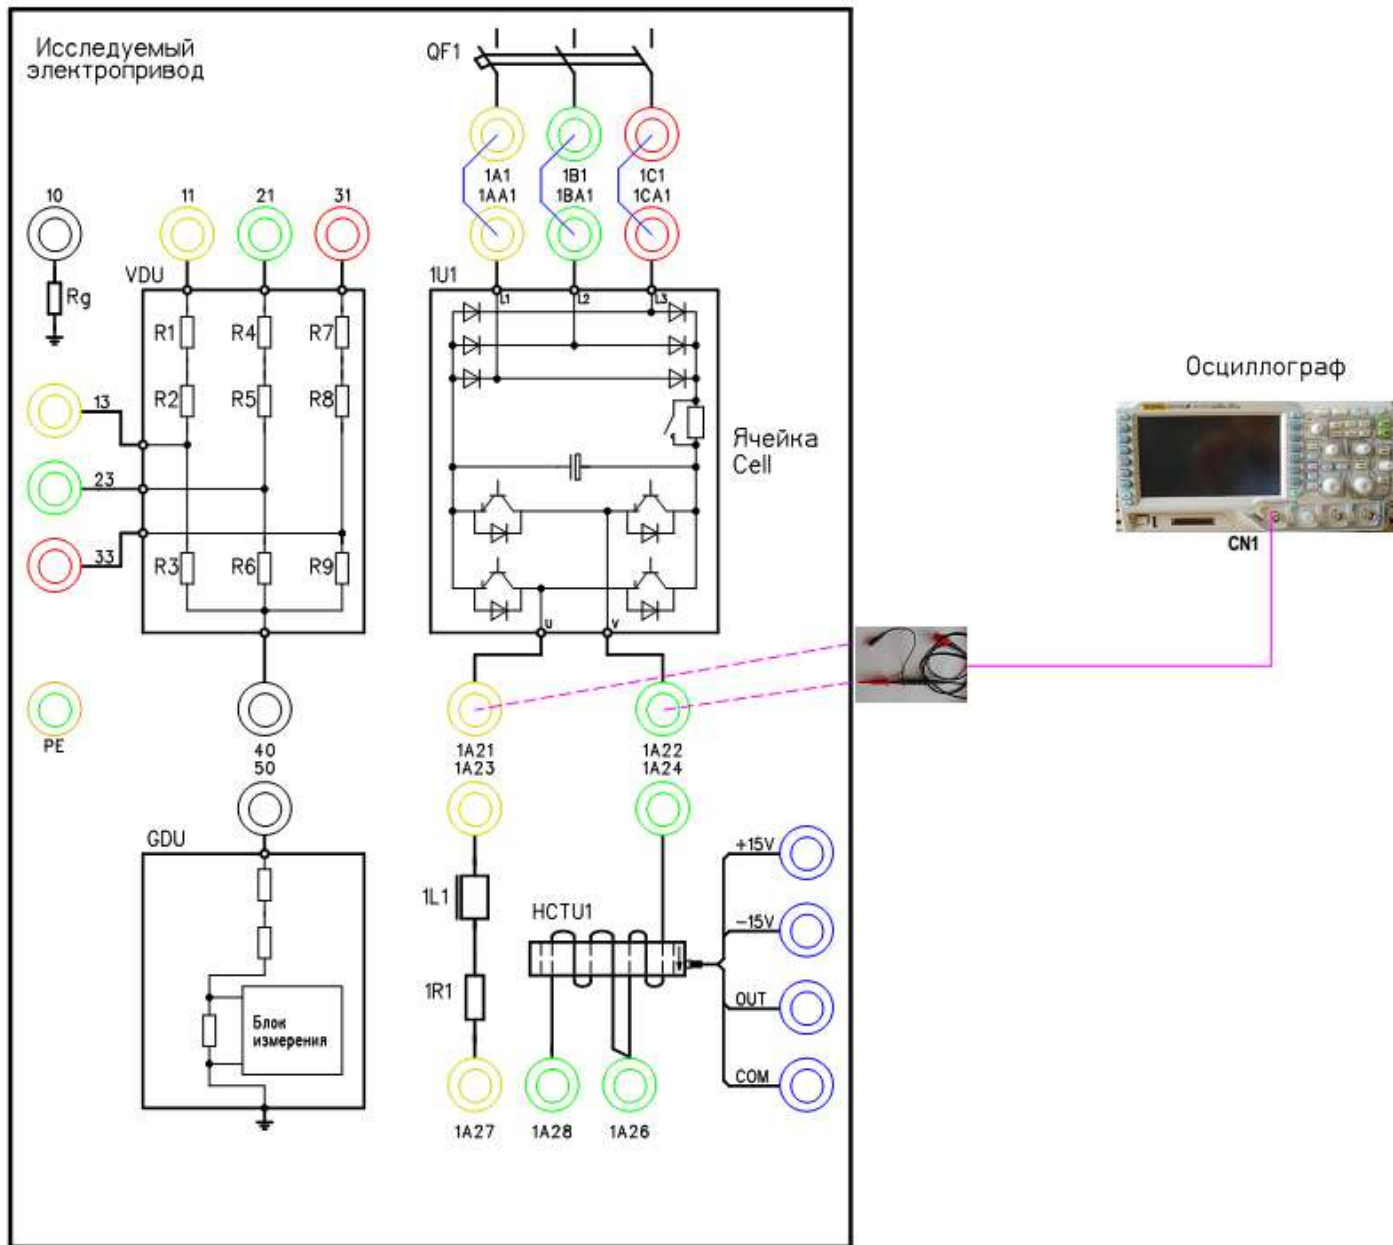 Исследуемый
электропривод
QF1
1A1
1AA1
1B1
1BA1
1C1
1CA1
10
11
21
31
Rg
VDU
1U1
L1
L2
L3
R1
R4
R7
R2
R5
R8
13
23
33
R3
R6
R9
Ячейка
Cell
U
V
Осциллограф
CN1
PE
40
50
1A21
1A23
1A22
1A24
GDU
Блок
измерения
1L1
1R1
HCTU1
+15V
-15V
OUT
COM
1A27
1A28
1A26